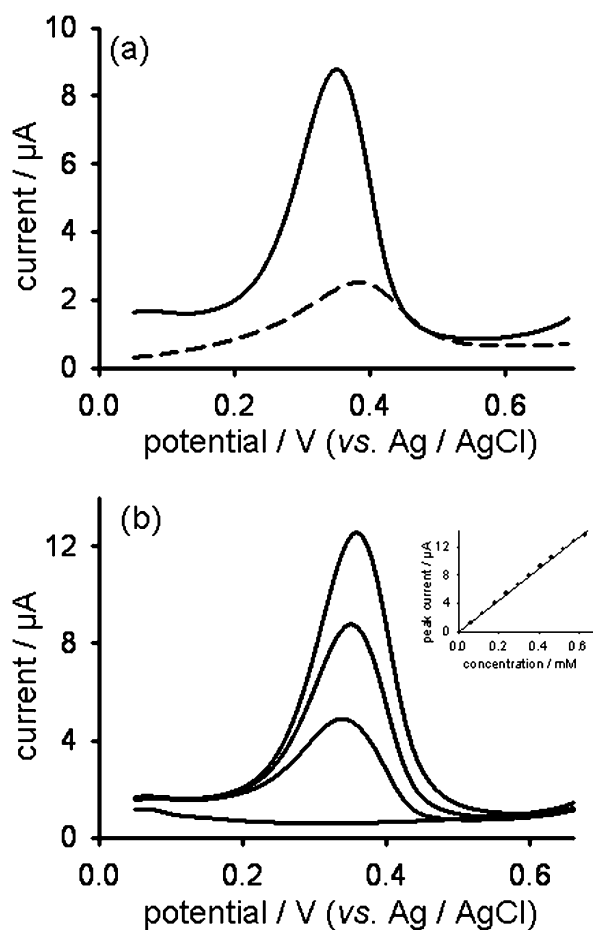 (a)
current / µA
10
8
6
4
2
0
0.0 0.2 0.4 0.6
potential / V (vs. Ag / AgCl)
(b)
current / µA
12
8
4
0
0.0 0.2 0.4 0.6
potential / V (vs. Ag / AgCl)
peak current / µA
12
8
4
0
0.0 0.2 0.4 0.6
concentration / mM